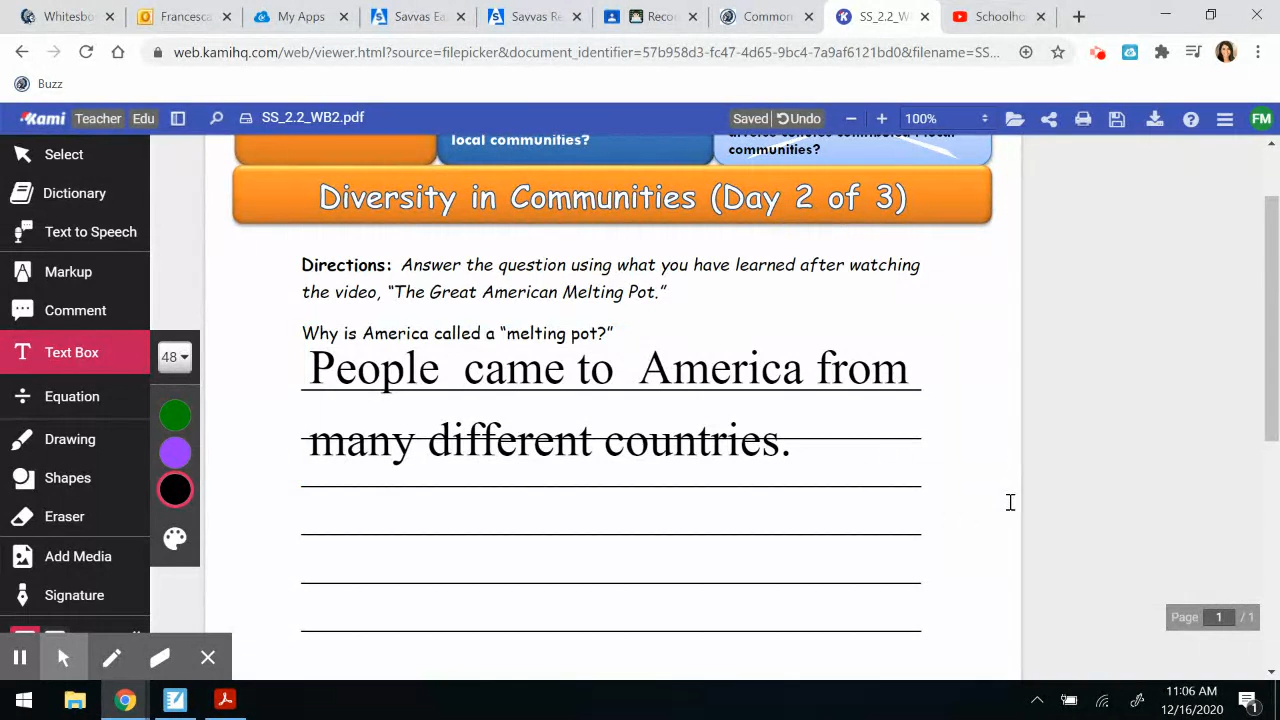 Whitesbo
Francesca
My Apps
Savvas Ea
Savvas Re
Reco
Common
SS_2.2_W
Schoolho
web.kamihq.com/web/viewer.html?source=filepicker&document_identifier=57b958d3-fc47-4d65-9bc4-7a9af6121bd0&filename=SS...
Buzz
Kami Teacher Edu
SS_2.2_WB2.pdf
Saved Undo
100%
FM
Select
Dictionary
Text to Speech
Markup
Comment
Text Box
48
Equation
Drawing
Shapes
Eraser
Add Media
Signature
local communities?
communities?
Diversity in Communities (Day 2 of 3)
Directions: Answer the question using what you have learned after watching
the video, “The Great American Melting Pot.”
Why is America called a “melting pot?”
People came to America from
many different countries.
Page 1 / 1
11:06 AM
12/16/2020
1